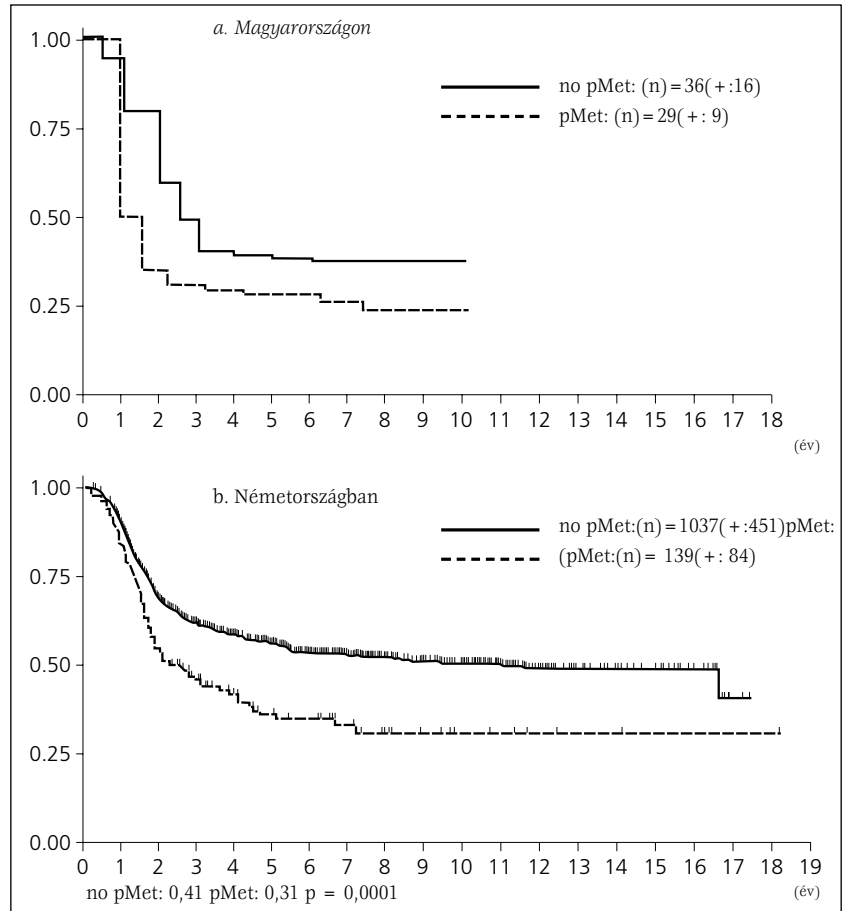 a. Magyarországon
1.00
no pMet: (n)=36(+:16)
pMet: (n)=29(+: 9)
0.75
0.50
0.25
0.00
0 1 2 3 4 5 6 7 8 9 10 11 12 13 14 15 16 17 18
(év)
b. Németországban
1.00
no pMet:(n)=1037(+:451)pMet:
(pMet:(n)= 139(+: 84)
0.75
0.50
0.25
0.00
0 1 2 3 4 5 6 7 8 9 10 11 12 13 14 15 16 17 18 19
no pMet: 0,41 pMet: 0,31 p = 0,0001
(év)